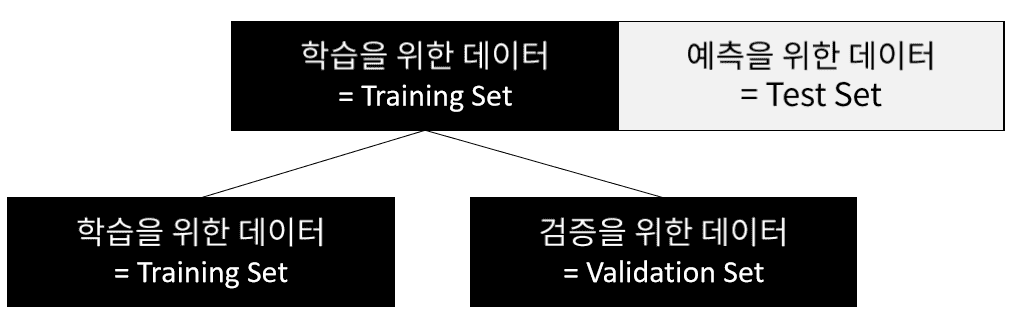 학습을 위한 데이터
= Training Set
예측을 위한 데이터
= Test Set
학습을 위한 데이터
= Training Set
검증을 위한 데이터
= Validation Set